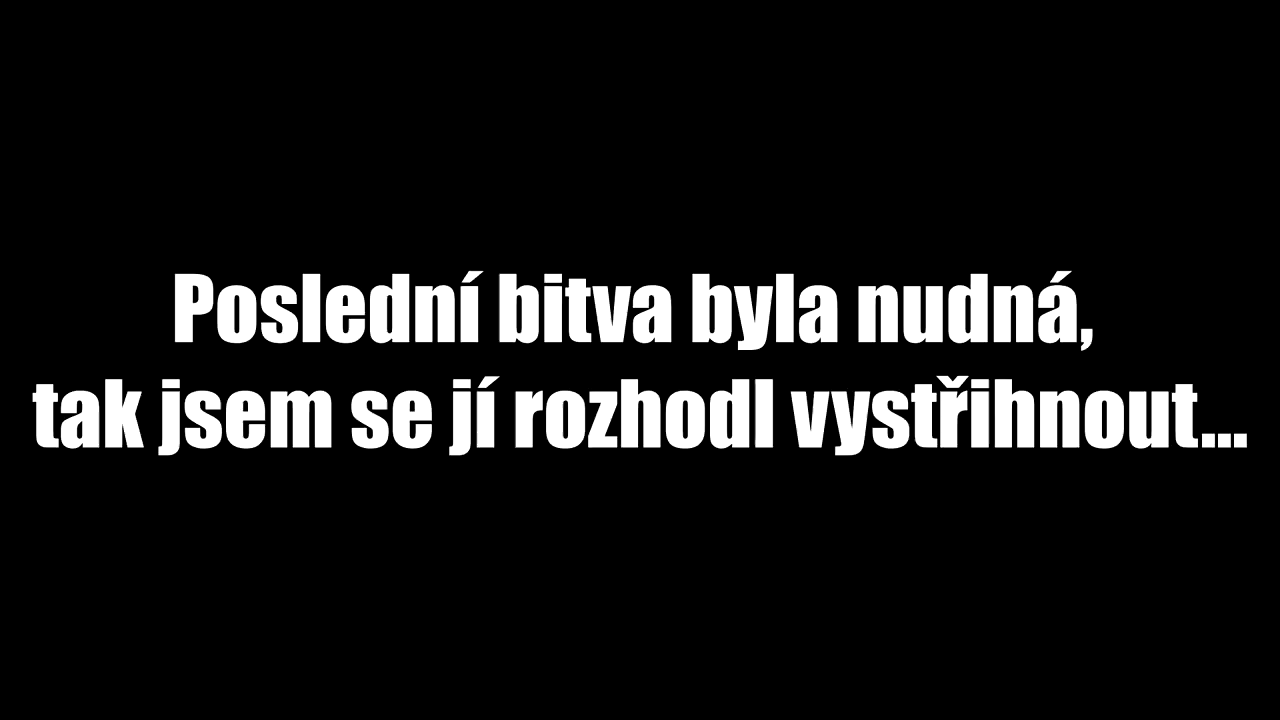 Poslední bitva byla nudná,
tak jsem se jí rozhodl vystřihnout...